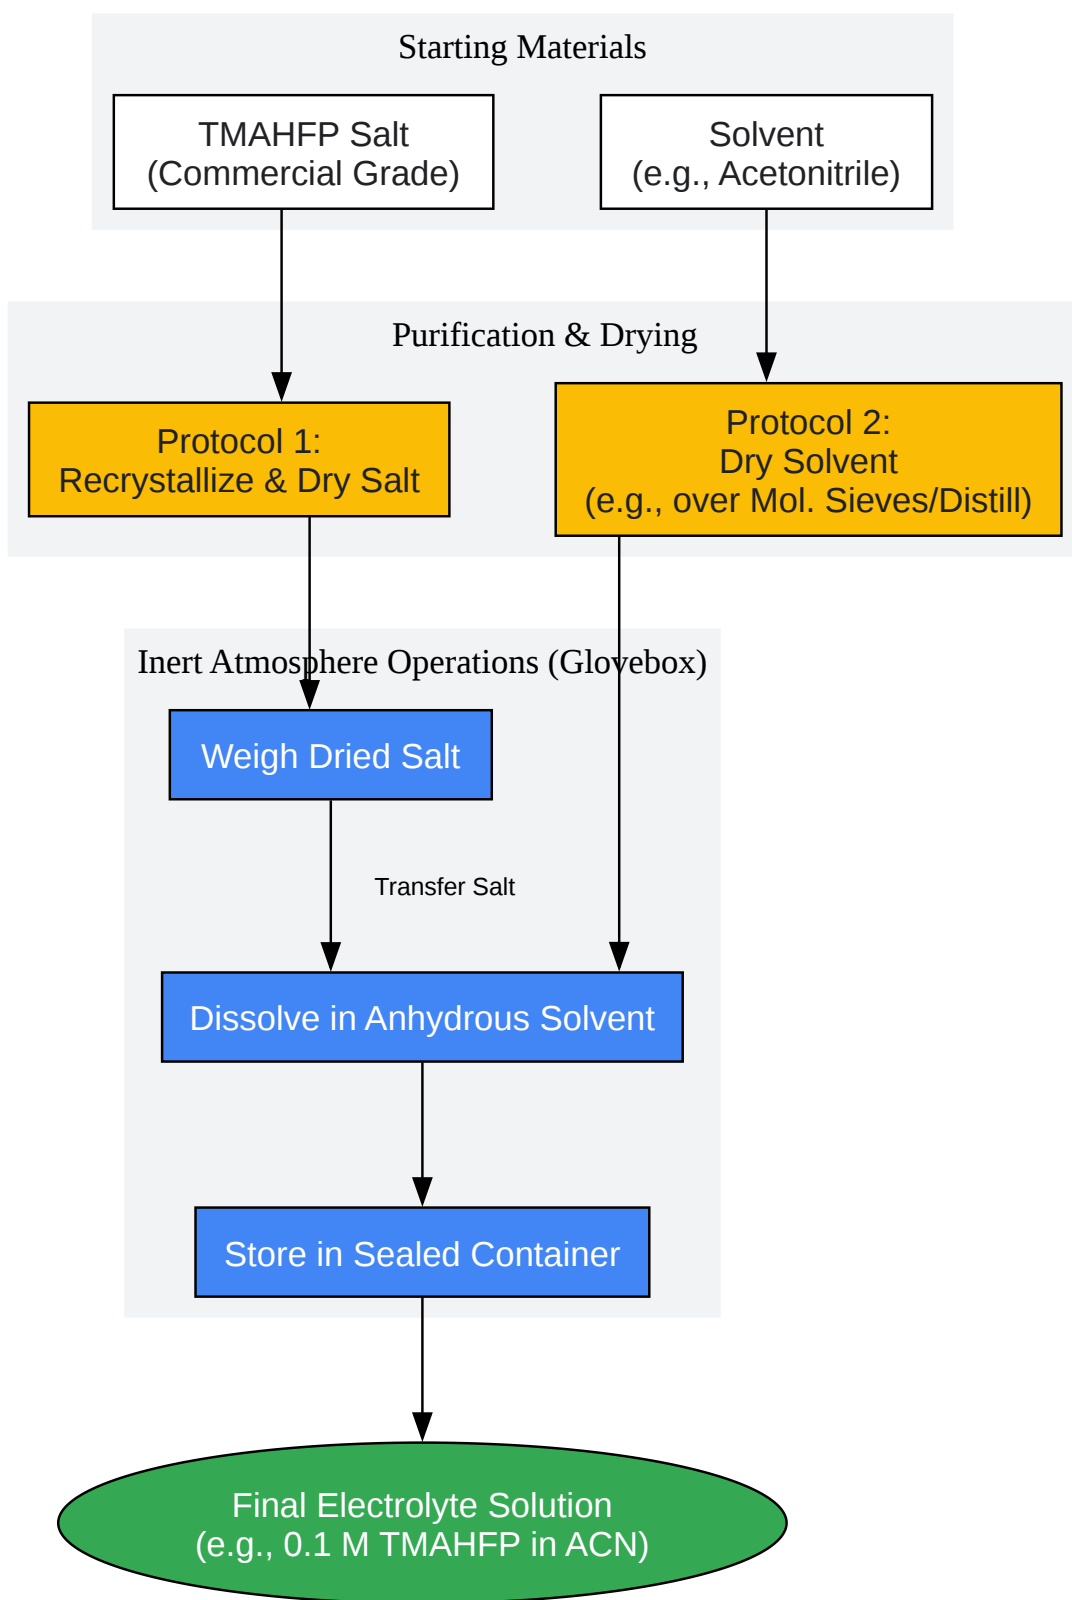 Starting Materials
TMAHFP Salt
(Commercial Grade)
Solvent
(e.g., Acetonitrile)
Purification & Drying
Protocol 1:
Recrystallize & Dry Salt
Protocol 2:
Dry Solvent
(e.g., over Mol. Sieves/Distill)
Inert Atmosphere Operations (Glovebox)
Weigh Dried Salt
Transfer Salt
Dissolve in Anhydrous Solvent
Store in Sealed Container
Final Electrolyte Solution
(e.g., 0.1 M TMAHFP in ACN)